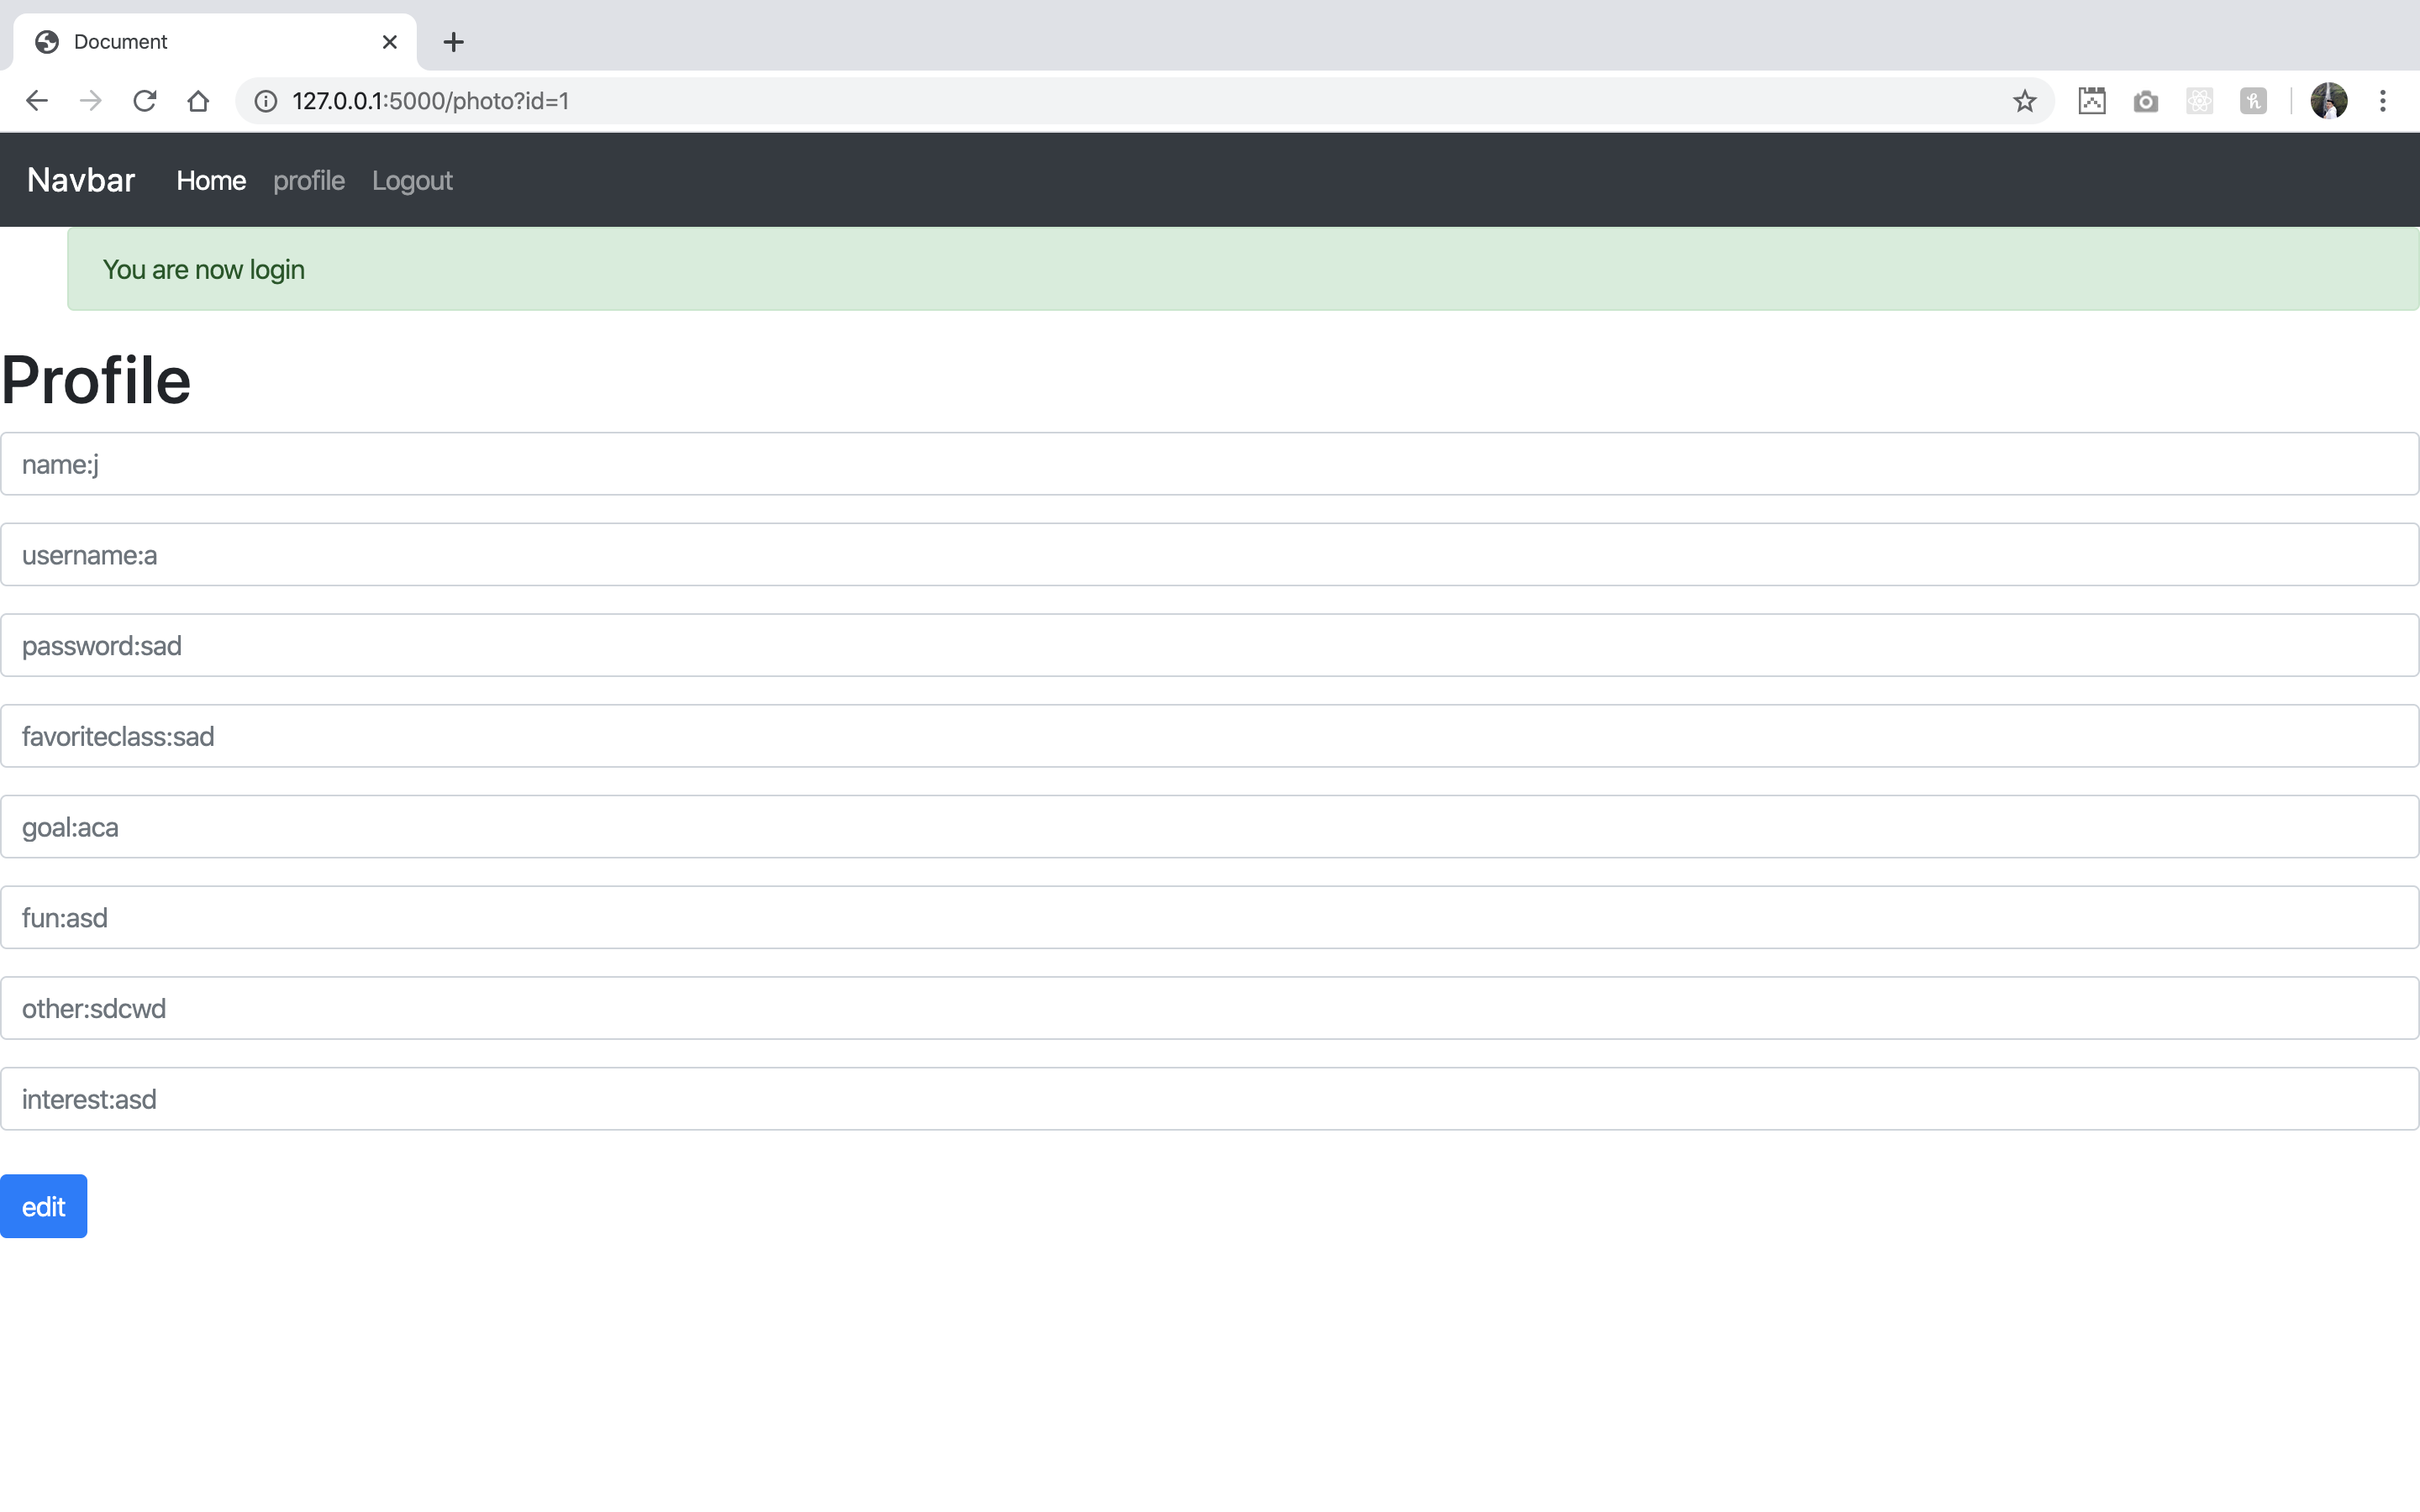 Document
127.0.0.1:5000/photo?id=1
Navbar Home profile Logout
You are now login
Profile
name:j
username:a
password:sad
favoriteclass:sad
goal:aca
fun:asd
other:sdcwd
interest:asd
edit